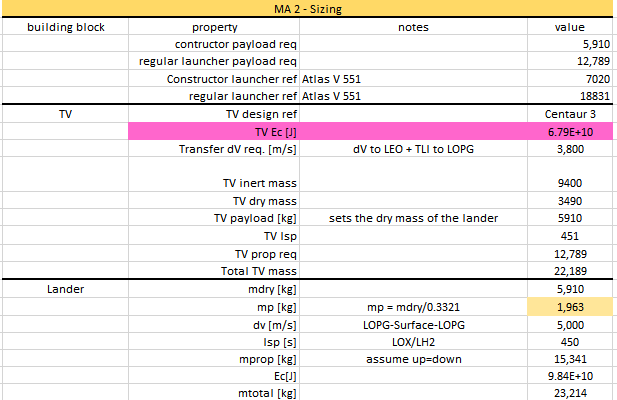 MA 2 - Sizing
building block property notes value
contructor payload req 5,910
regular launcher payload req 12,789
Constructor launcher ref Atlas V 551 7020
regular launcher ref Atlas V 551 18831
TV TV design ref Centaur 3
TV Ec [J] 6.79E+10
Transfer dV req. [m/s] dV to LEO + TLI to LOPG 3,800
TV inert mass 9400
TV dry mass 3490
TV payload [kg] sets the dry mass of the lander 5910
TV Isp 451
TV prop req 12,789
Total TV mass 22,189
Lander mdry [kg] 5,910
mp [kg] mp = mdry/0.3321 1,963
dv [m/s] LOPG-Surface-LOPG 5,000
Isp [s] LOX/LH2 450
mprop [kg] assume up=down 15,341
Ec[J] 9.84E+10
mtotal [kg] 23,214